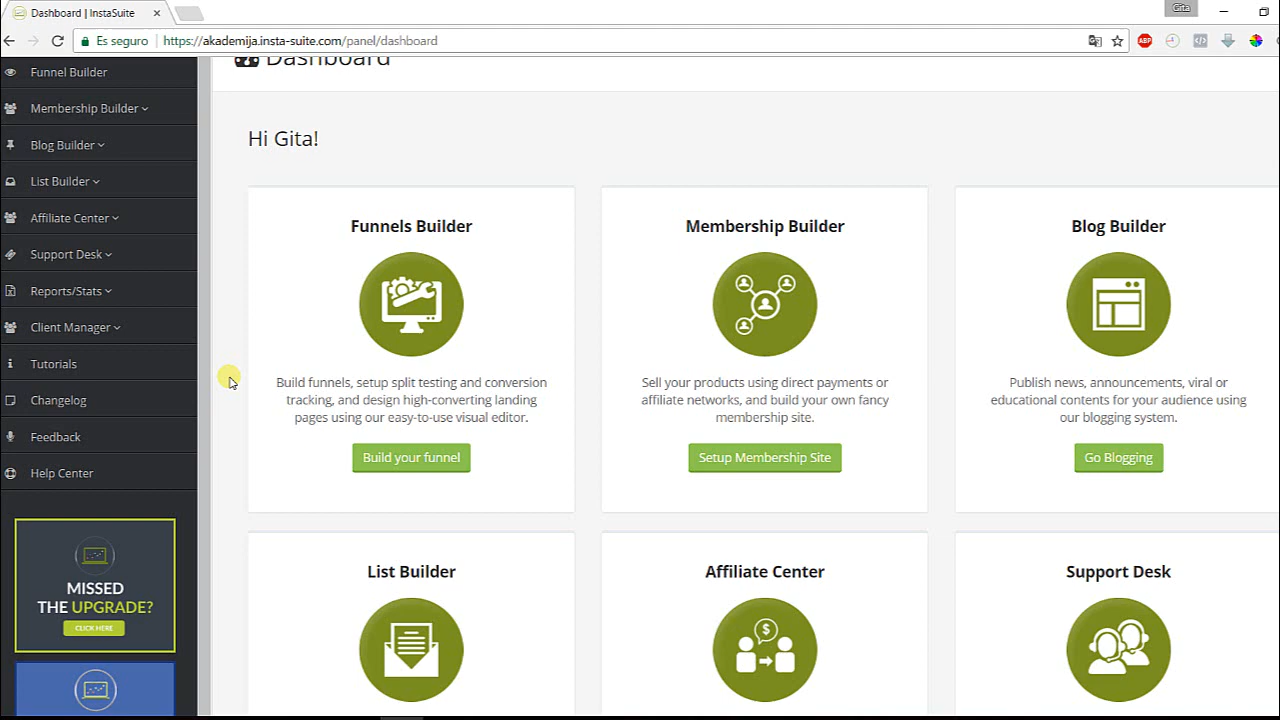 Dashboard | InstaSuite
Gita
Es seguro
https://akademija.insta-suite.com/panel/dashboard
ABP
Funnel Builder
Membership Builder
Blog Builder
List Builder
Affiliate Center
Support Desk
Reports/Stats
Client Manager
Tutorials
Changelog
Feedback
Help Center
MISSED
THE UPGRADE?
CLICK HERE
Dashboard
Hi Gita!
Funnels Builder
Build funnels, setup split testing and conversion
tracking, and design high-converting landing
pages using our easy-to-use visual editor.
Build your funnel
Membership Builder
Sell your products using direct payments or
affiliate networks, and build your own fancy
membership site.
Setup Membership Site
Blog Builder
Publish news, announcements, viral or
educational contents for your audience using
our blogging system.
Go Blogging
List Builder
Affiliate Center
$
Support Desk